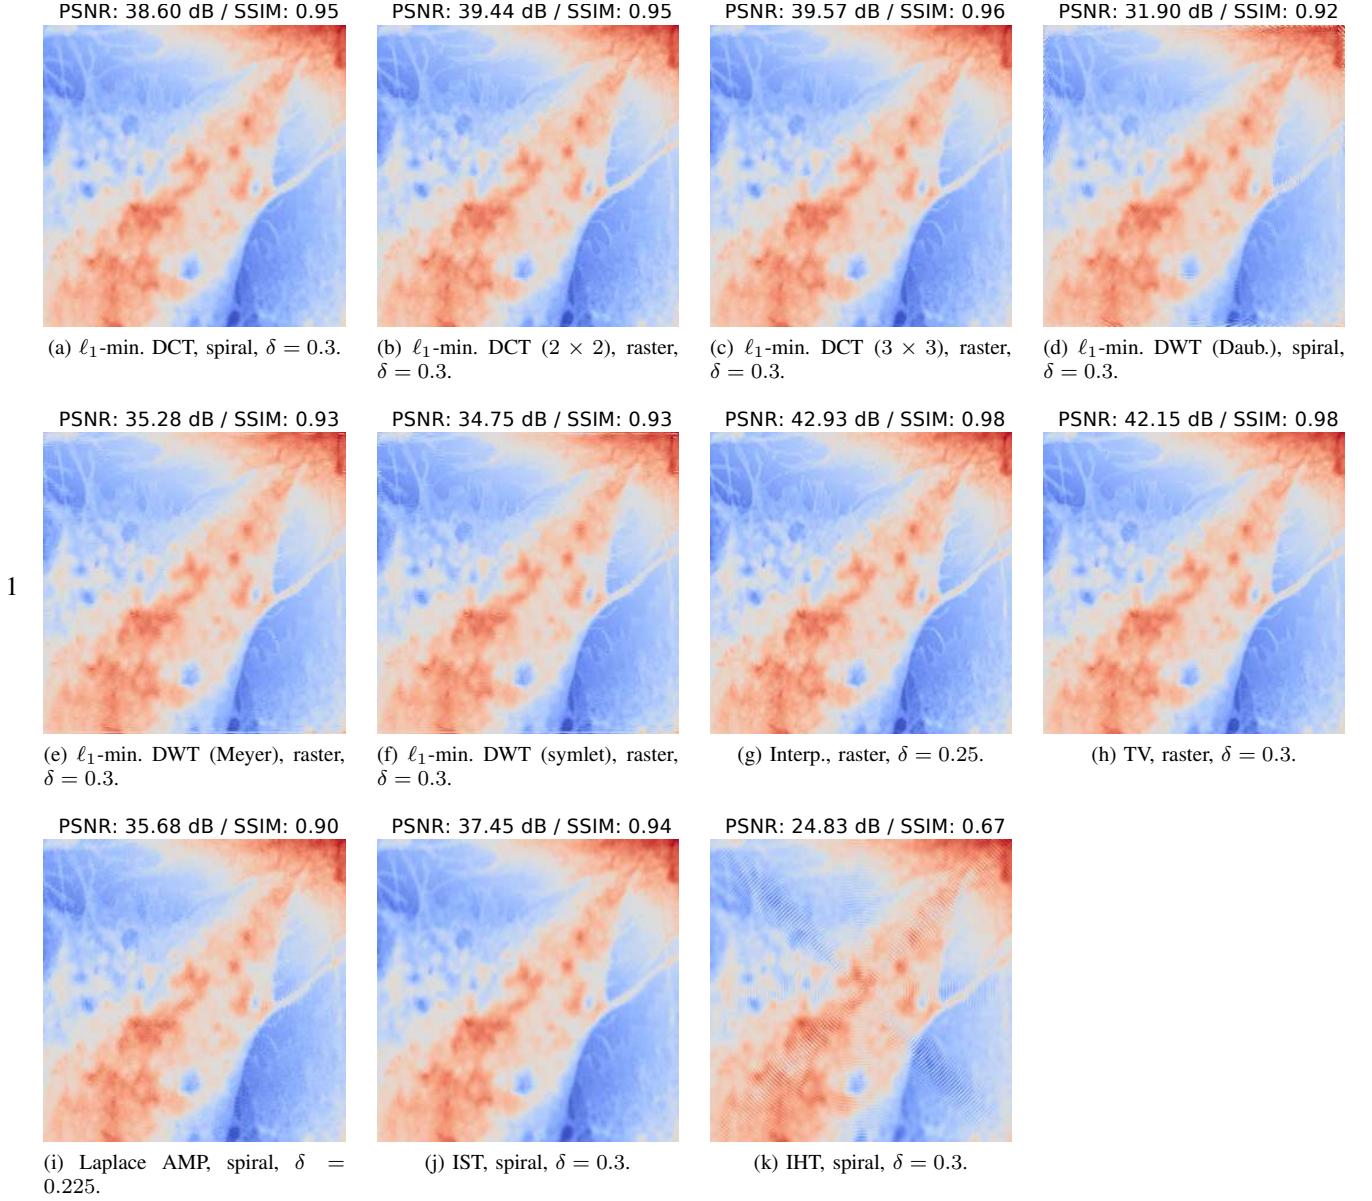 PSNR: 38.60 dB / SSIM: 0.95
PSNR: 39.44 dB / SSIM: 0.95
PSNR: 39.57 dB / SSIM: 0.96
PSNR: 31.90 dB / SSIM: 0.92
(a) ℓ₁-min. DCT, spiral, δ = 0.3.
(b) ℓ₁-min. DCT (2 × 2), raster,
δ = 0.3.
(c) ℓ₁-min. DCT (3 × 3), raster,
δ = 0.3.
(d) ℓ₁-min. DWT (Daub.), spiral,
δ = 0.3.
PSNR: 35.28 dB / SSIM: 0.93
PSNR: 34.75 dB / SSIM: 0.93
PSNR: 42.93 dB / SSIM: 0.98
PSNR: 42.15 dB / SSIM: 0.98
1
(e) ℓ₁-min. DWT (Meyer), raster,
δ = 0.3.
(f) ℓ₁-min. DWT (symlet), raster,
δ = 0.3.
(g) Interp., raster, δ = 0.25.
(h) TV, raster, δ = 0.3.
PSNR: 35.68 dB / SSIM: 0.90
PSNR: 37.45 dB / SSIM: 0.94
PSNR: 24.83 dB / SSIM: 0.67
(i) Laplace AMP, spiral, δ =
0.225.
(j) IST, spiral, δ = 0.3.
(k) IHT, spiral, δ = 0.3.